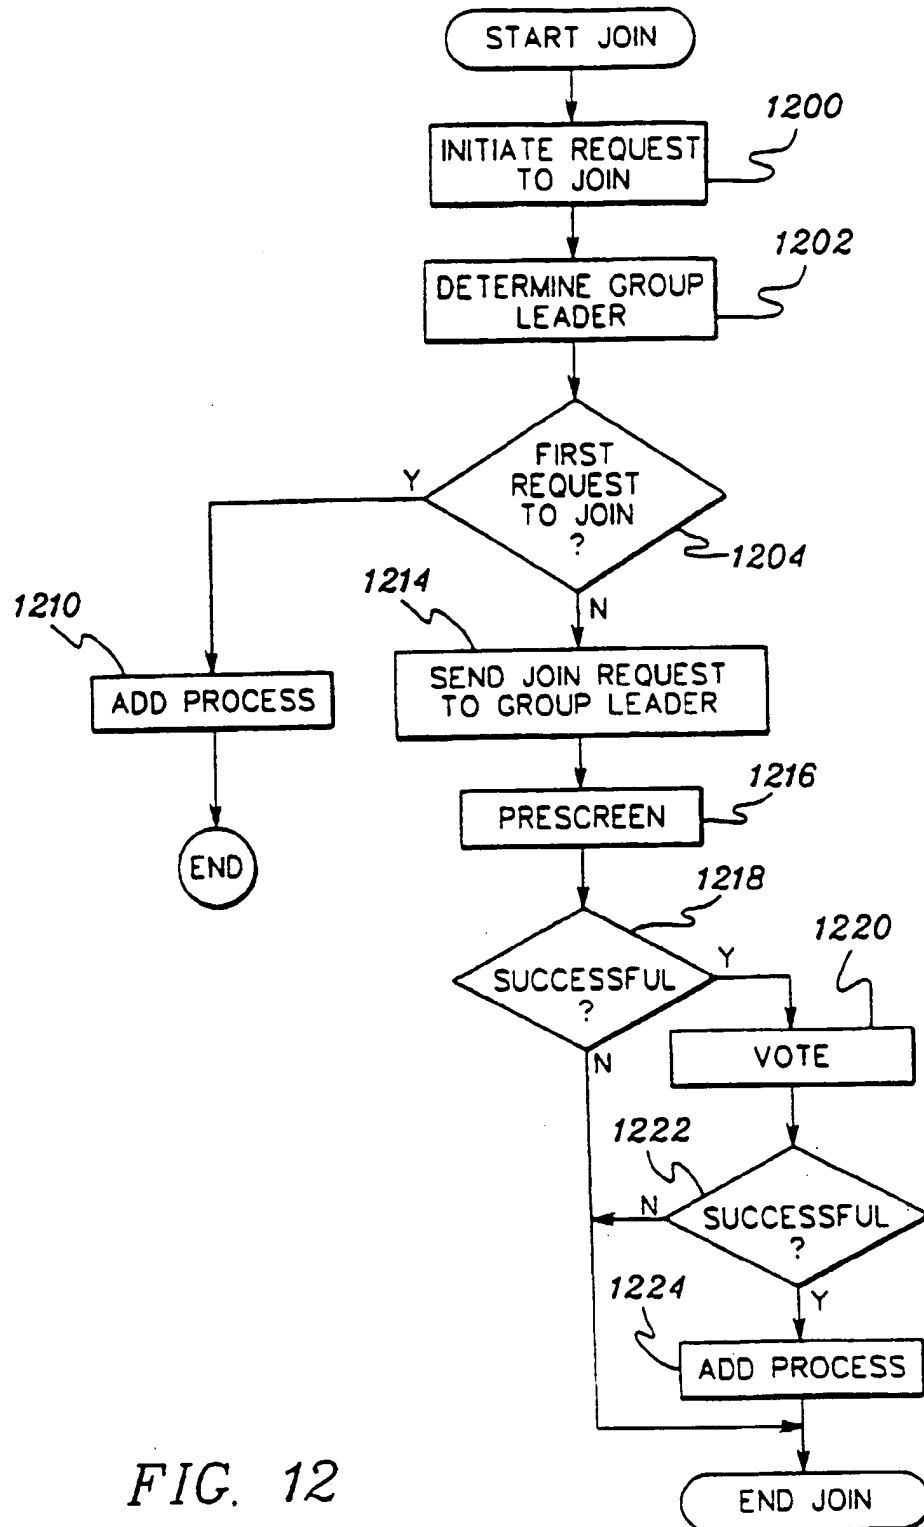 START JOIN
1200
INITIATE REQUEST
TO JOIN
1202
DETERMINE GROUP
LEADER
FIRST
REQUEST
TO JOIN
?
Y
1204
N
1214
1210
SEND JOIN REQUEST
TO GROUP LEADER
ADD PROCESS
1216
PRESCREEN
END
1218
SUCCESSFUL
?
Y
N
1220
VOTE
1222
SUCCESSFUL
?
N
Y
1224
ADD PROCESS
END JOIN
FIG. 12